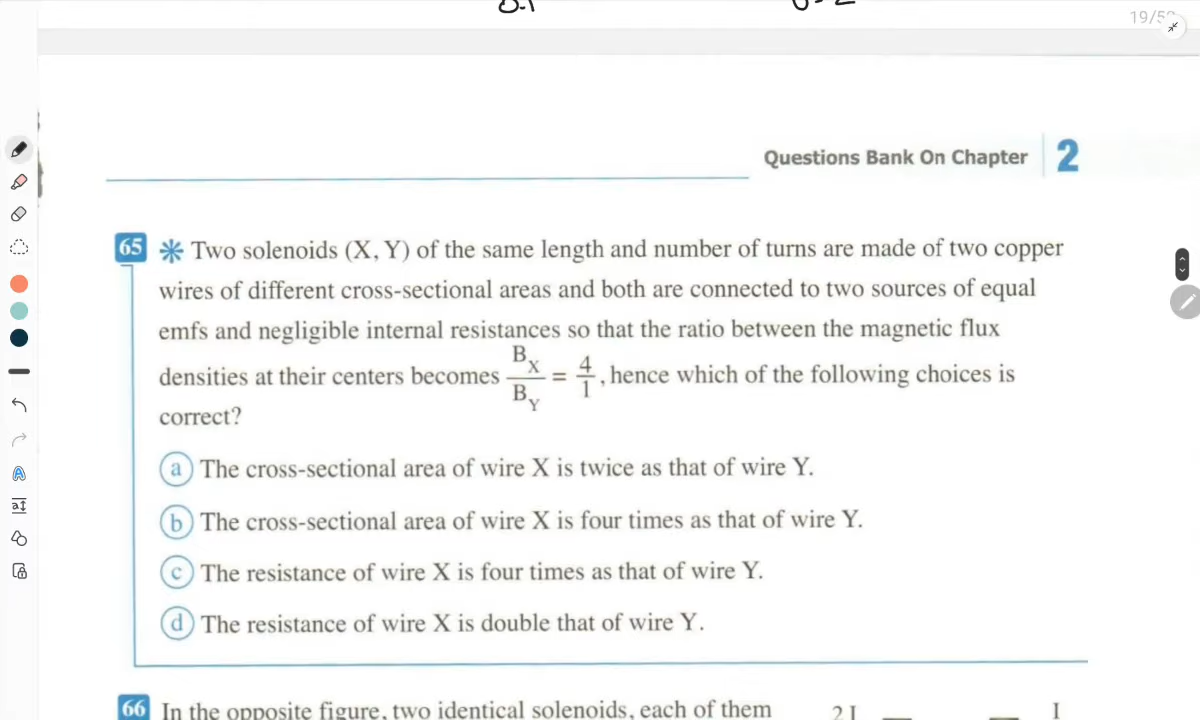 19/5
Questions Bank On Chapter 2
65 * Two solenoids (X, Y) of the same length and number of turns are made of two copper
wires of different cross-sectional areas and both are connected to two sources of equal
emfs and negligible internal resistances so that the ratio between the magnetic flux
densities at their centers becomes B_X/B_Y = 4/1, hence which of the following choices is
correct?
a The cross-sectional area of wire X is twice as that of wire Y.
b The cross-sectional area of wire X is four times as that of wire Y.
c The resistance of wire X is four times as that of wire Y.
d The resistance of wire X is double that of wire Y.
66 In the opposite figure, two identical solenoids, each of them 2I I